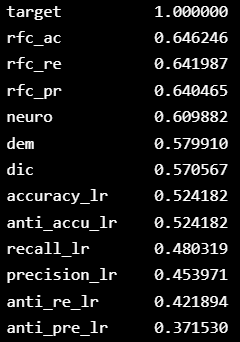 target 1.000000
rfc_ac 0.646246
rfc_re 0.641987
rfc_pr 0.640465
neuro 0.609882
dem 0.579910
dic 0.570567
accuracy_lr 0.524182
anti_accu_lr 0.524182
recall_lr 0.480319
precision_lr 0.453971
anti_re_lr 0.421894
anti_pre_lr 0.371530